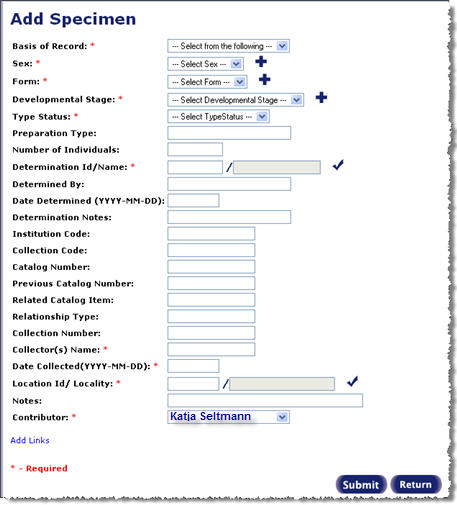 Add Specimen
Basis of Record: * --- Select from the following ---
Sex: * --- Select Sex ---
Form: * --- Select Form ---
Developmental Stage: * --- Select Developmental Stage ---
Type Status: * --- Select TypeStatus ---
Preparation Type:
Number of Individuals:
Determination Id/Name: * /
Determined By:
Date Determined (YYYY-MM-DD):
Determination Notes:
Institution Code:
Collection Code:
Catalog Number:
Previous Catalog Number:
Related Catalog Item:
Relationship Type:
Collection Number:
Collector(s) Name: *
Date Collected(YYYY-MM-DD): *
Location Id/ Locality: * /
Notes:
Contributor: * Katja Seltmann
Add Links
* - Required
Submit Return